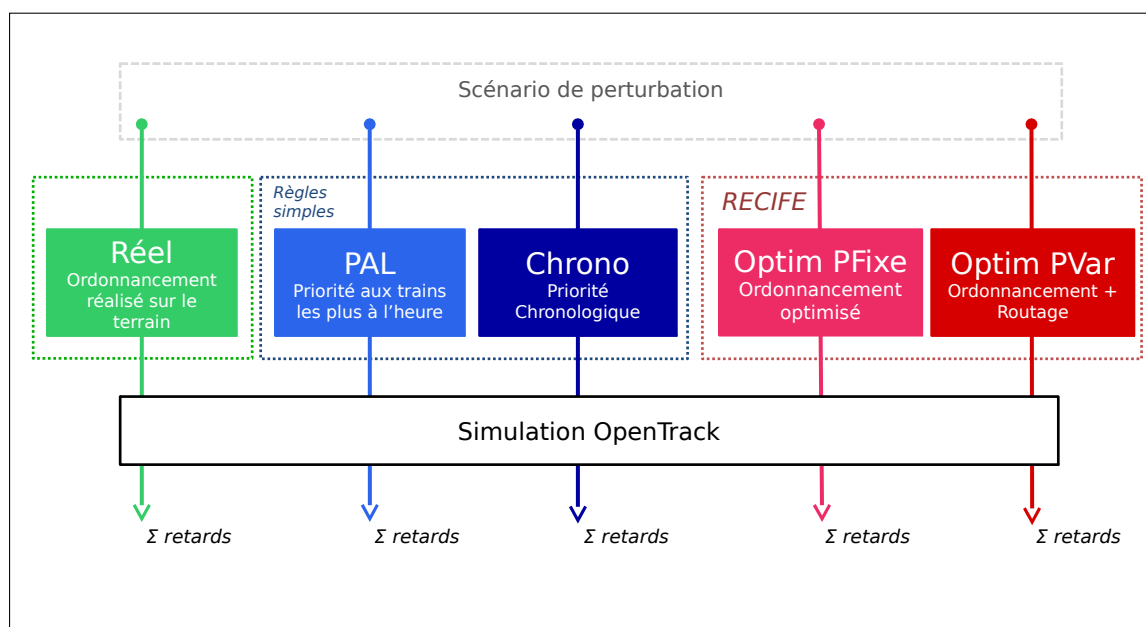 Scénario de perturbation
Règles
simples
RECIFE
Réel
Ordonnancement
réalisé sur le
terrain
PAL
Priorité aux trains
les plus à l’heure
Chrono
Priorité
Chronologique
Optim PFixe
Ordonnancement
optimisé
Optim PVar
Ordonnancement +
Routage
Simulation OpenTrack
Σ retards
Σ retards
Σ retards
Σ retards
Σ retards